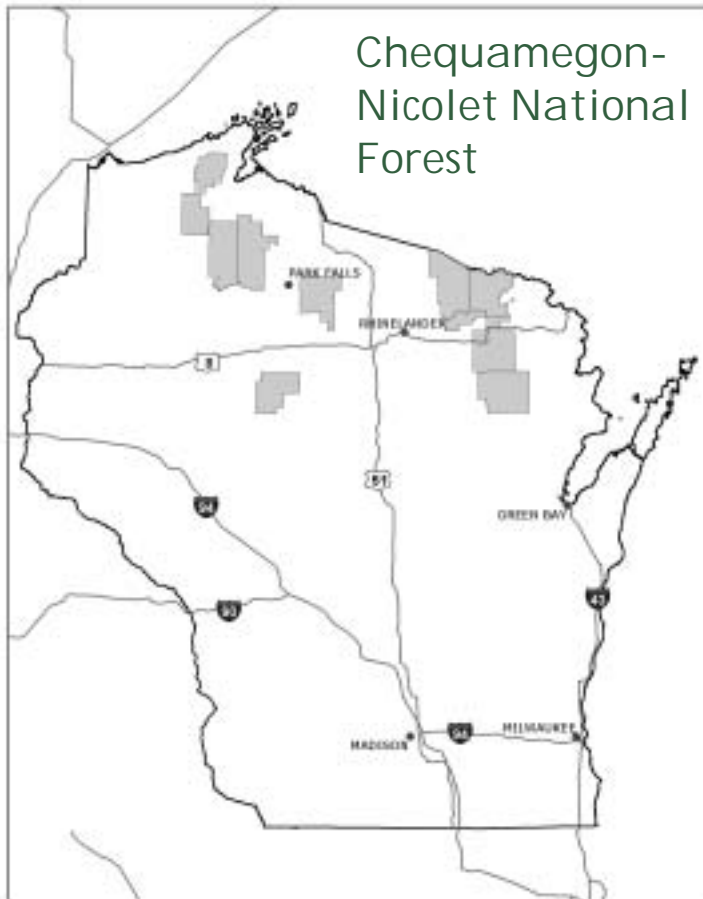 Chequamegon-
Nicolet National
Forest
PARK FALLS
RHINELANDER
8
51
94
GREEN BAY
43
90
94
MILWAUKEE
MADISON